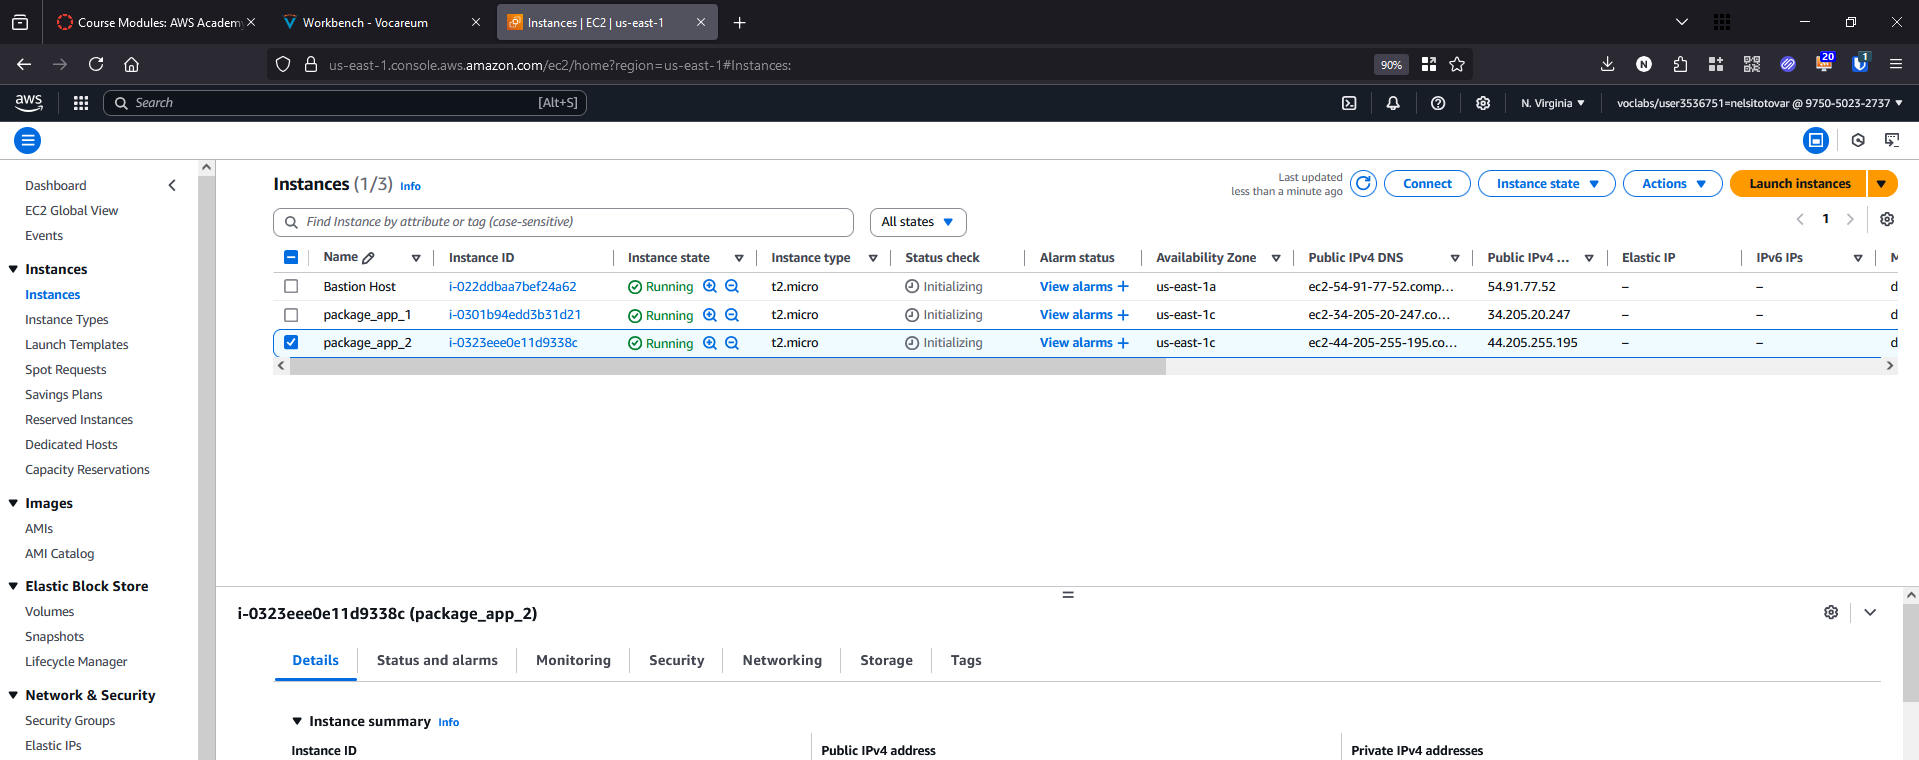 Course Modules: AWS Academy
Workbench - Vocareum
Instances | EC2 | us-east-1
us-east-1.console.aws.amazon.com/ec2/home?region=us-east-1#Instances:
90%
20
1
aws
Search
[Alt+S]
N. Virginia
voclabs/user3536751=nelsitotovar @ 9750-5023-2737
Dashboard
EC2 Global View
Events
Instances
Instances
Instance Types
Launch Templates
Spot Requests
Savings Plans
Reserved Instances
Dedicated Hosts
Capacity Reservations
Images
AMIs
AMI Catalog
Elastic Block Store
Volumes
Snapshots
Lifecycle Manager
Network & Security
Security Groups
Elastic IPs
Instances (1/3) Info
Last updated
less than a minute ago
Connect
Instance state
Actions
Launch instances
Find Instance by attribute or tag (case-sensitive)
All states
1
Name Instance ID Instance state Instance type Status check Alarm status Availability Zone Public IPv4 DNS Public IPv4 ... Elastic IP IPv6 IPs M
Bastion Host i-022ddbaa7bef24a62 Running t2.micro Initializing View alarms + us-east-1a ec2-54-91-77-52.comp... 54.91.77.52 – – d
package_app_1 i-0301b94edd3b31d21 Running t2.micro Initializing View alarms + us-east-1c ec2-34-205-20-247.co... 34.205.20.247 – – d
package_app_2 i-0323eee0e11d9338c Running t2.micro Initializing View alarms + us-east-1c ec2-44-205-255-195.co... 44.205.255.195 – – d
i-0323eee0e11d9338c (package_app_2)
Details
Status and alarms
Monitoring
Security
Networking
Storage
Tags
Instance summary Info
Instance ID
Public IPv4 address
Private IPv4 addresses